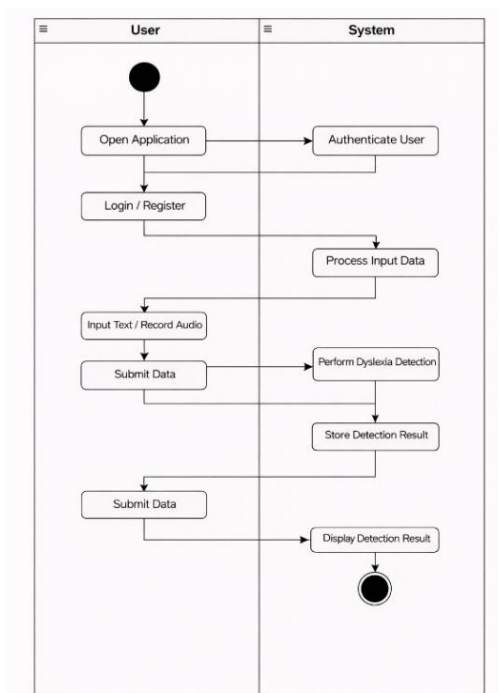 User
System
Open Application
Authenticate User
Login / Register
Process Input Data
Input Text / Record Audio
Submit Data
Perform Dyslexia Detection
Store Detection Result
Submit Data
Display Detection Result